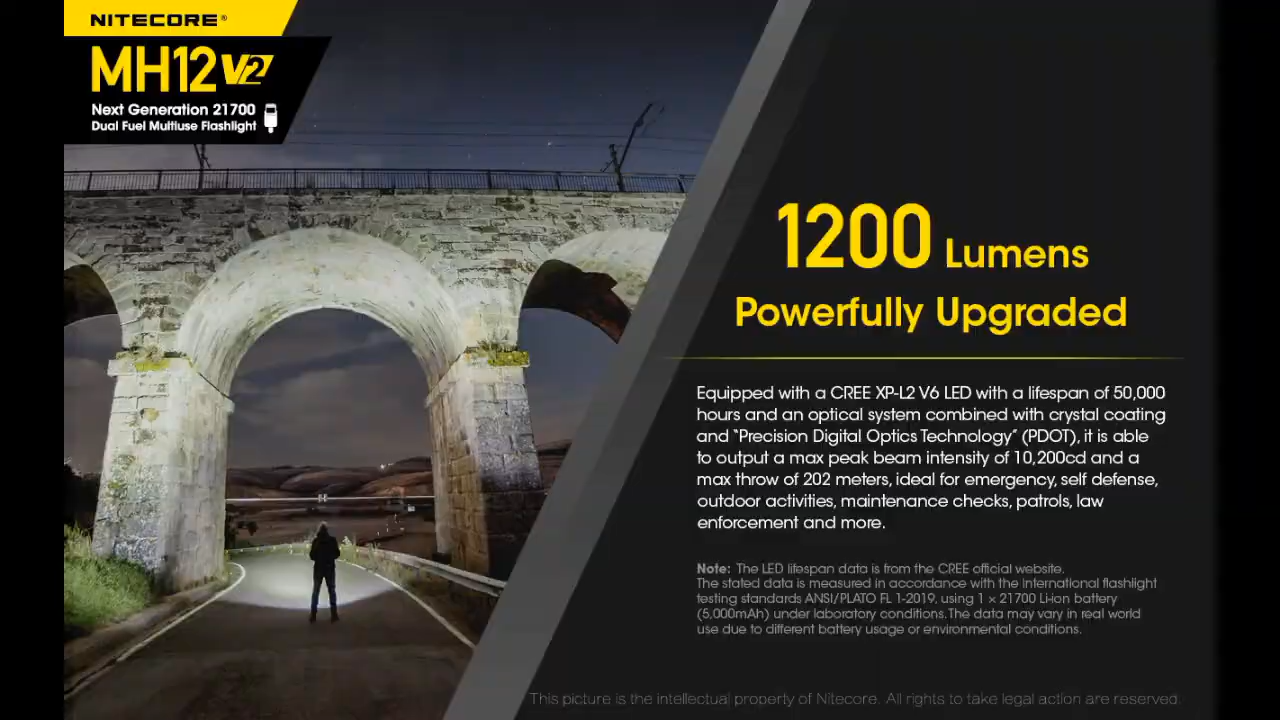 NITECORE®
MH12 V2
Next Generation 21700
Dual Fuel Multiuse Flashlight
1200 Lumens
Powerfully Upgraded
Equipped with a CREE XP-L2 V6 LED with a lifespan of 50,000
hours and an optical system combined with crystal coating
and "Precision Digital Optics Technology" (PDOT), it is able
to output a max peak beam intensity of 10,200cd and a
max throw of 202 meters, ideal for emergency, self defense,
outdoor activities, maintenance checks, patrols, law
enforcement and more.
Note: The LED lifespan data is from the CREE official website.
The stated data is measured in accordance with the international flashlight
testing standards ANSI/PLATO FL 1-2019, using 1 × 21700 Li-ion battery
(5,000mAh) under laboratory conditions. The data may vary in real world
use due to different battery usage or environmental conditions.
This picture is the intellectual property of Nitecore. All rights to take legal action are reserved.